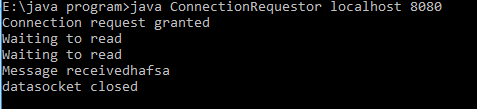 E:\java program>java ConnectionRequestor localhost 8080
Connection request granted
Waiting to read
Waiting to read
Message receivedhafsa
datasocket closed